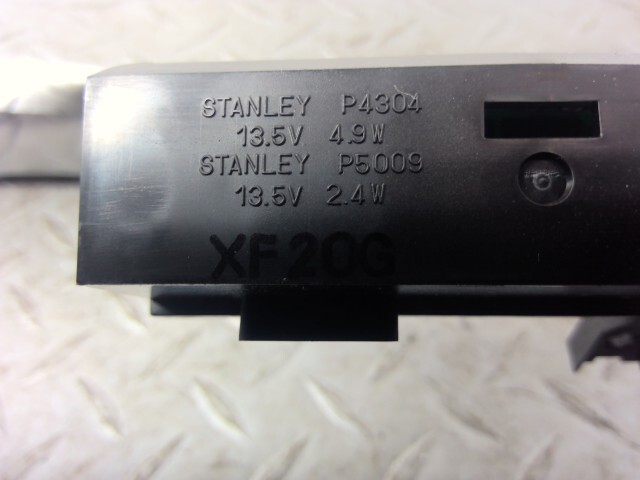 STANLEY P4304
13.5V 4.9W
STANLEY P5009
13.5V 2.4W
XF20G